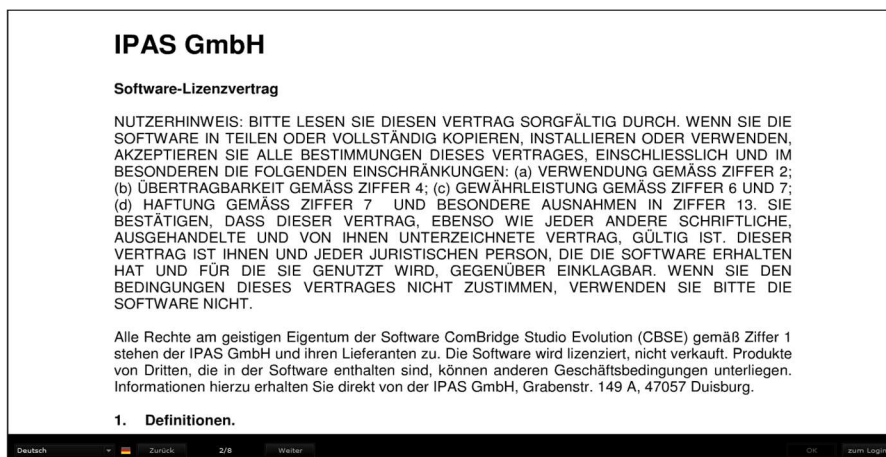 IPAS GmbH
Software-Lizenzvertrag
NUTZERHINWEIS: BITTE LESEN SIE DIESEN VERTRAG SORGFÄLTIG DURCH. WENN SIE DIE
SOFTWARE IN TEILEN ODER VOLLSTÄNDIG KOPIEREN, INSTALLIEREN ODER VERWENDEN,
AKZEPTIEREN SIE ALLE BESTIMMUNGEN DIESES VERTRAGES, EINSCHLIESSLICH UND IM
BESONDEREN DIE FOLGENDEN EINSCHRÄNKUNGEN: (a) VERWENDUNG GEMÄSS ZIFFER 2;
(b) ÜBERTRAGBARKEIT GEMÄSS ZIFFER 4; (c) GEWÄHRLEISTUNG GEMÄSS ZIFFER 6 UND 7;
(d) HAFTUNG GEMÄSS ZIFFER 7 UND BESONDERE AUSNAHMEN IN ZIFFER 13. SIE
BESTÄTIGEN, DASS DIESER VERTRAG, EBENSO WIE JEDER ANDERE SCHRIFTLICHE,
AUSGEHANDELTE UND VON IHNEN UNTERZEICHNETE VERTRAG, GÜLTIG IST. DIESER
VERTRAG IST IHNEN UND JEDER JURISTISCHEN PERSON, DIE DIE SOFTWARE ERHALTEN
HAT UND FÜR DIE SIE GENUTZT WIRD, GEGENÜBER EINKLAGBAR. WENN SIE DEN
BEDINGUNGEN DIESES VERTRAGES NICHT ZUSTIMMEN, VERWENDEN SIE BITTE DIE
SOFTWARE NICHT.
Alle Rechte am geistigen Eigentum der Software ComBridge Studio Evolution (CBSE) gemäß Ziffer 1
stehen der IPAS GmbH und ihren Lieferanten zu. Die Software wird lizenziert, nicht verkauft. Produkte
von Dritten, die in der Software enthalten sind, können anderen Geschäftsbedingungen unterliegen.
Informationen hierzu erhalten Sie direkt von der IPAS GmbH, Grabenstr. 149 A, 47057 Duisburg.
1. Definitionen.
Deutsch Zurück 2/8 Weiter OK zum Login